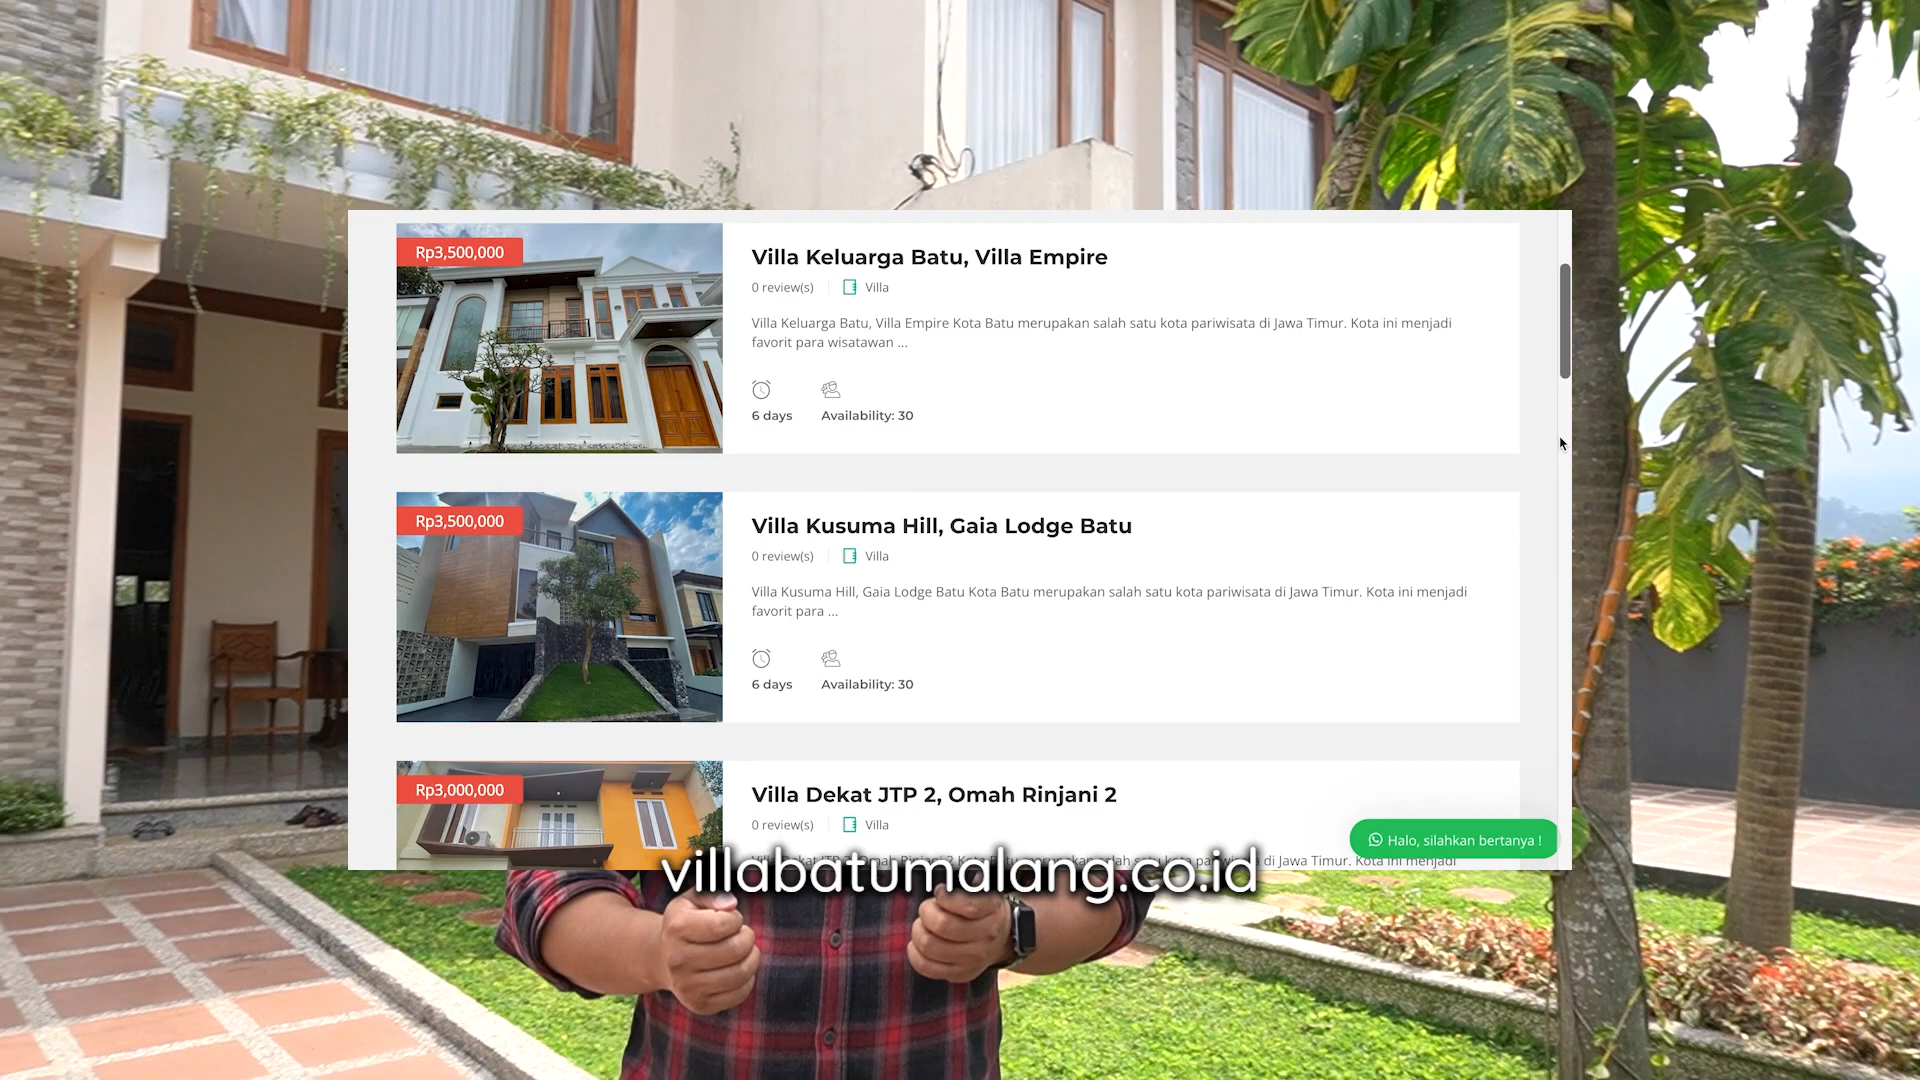 Rp3,500,000
Villa Keluarga Batu, Villa Empire
0 review(s)
Villa
Villa Keluarga Batu, Villa Empire Kota Batu merupakan salah satu kota pariwisata di Jawa Timur. Kota ini menjadi
favorit para wisatawan ...
6 days
Availability: 30
Rp3,500,000
Villa Kusuma Hill, Gaia Lodge Batu
0 review(s)
Villa
Villa Kusuma Hill, Gaia Lodge Batu Kota Batu merupakan salah satu kota pariwisata di Jawa Timur. Kota ini menjadi
favorit para ...
6 days
Availability: 30
Rp3,000,000
Villa Dekat JTP 2, Omah Rinjani 2
0 review(s)
Villa
Halo, silahkan bertanya !
di Jawa Timur. Kota ini menjadi
villabatumalang.co.id